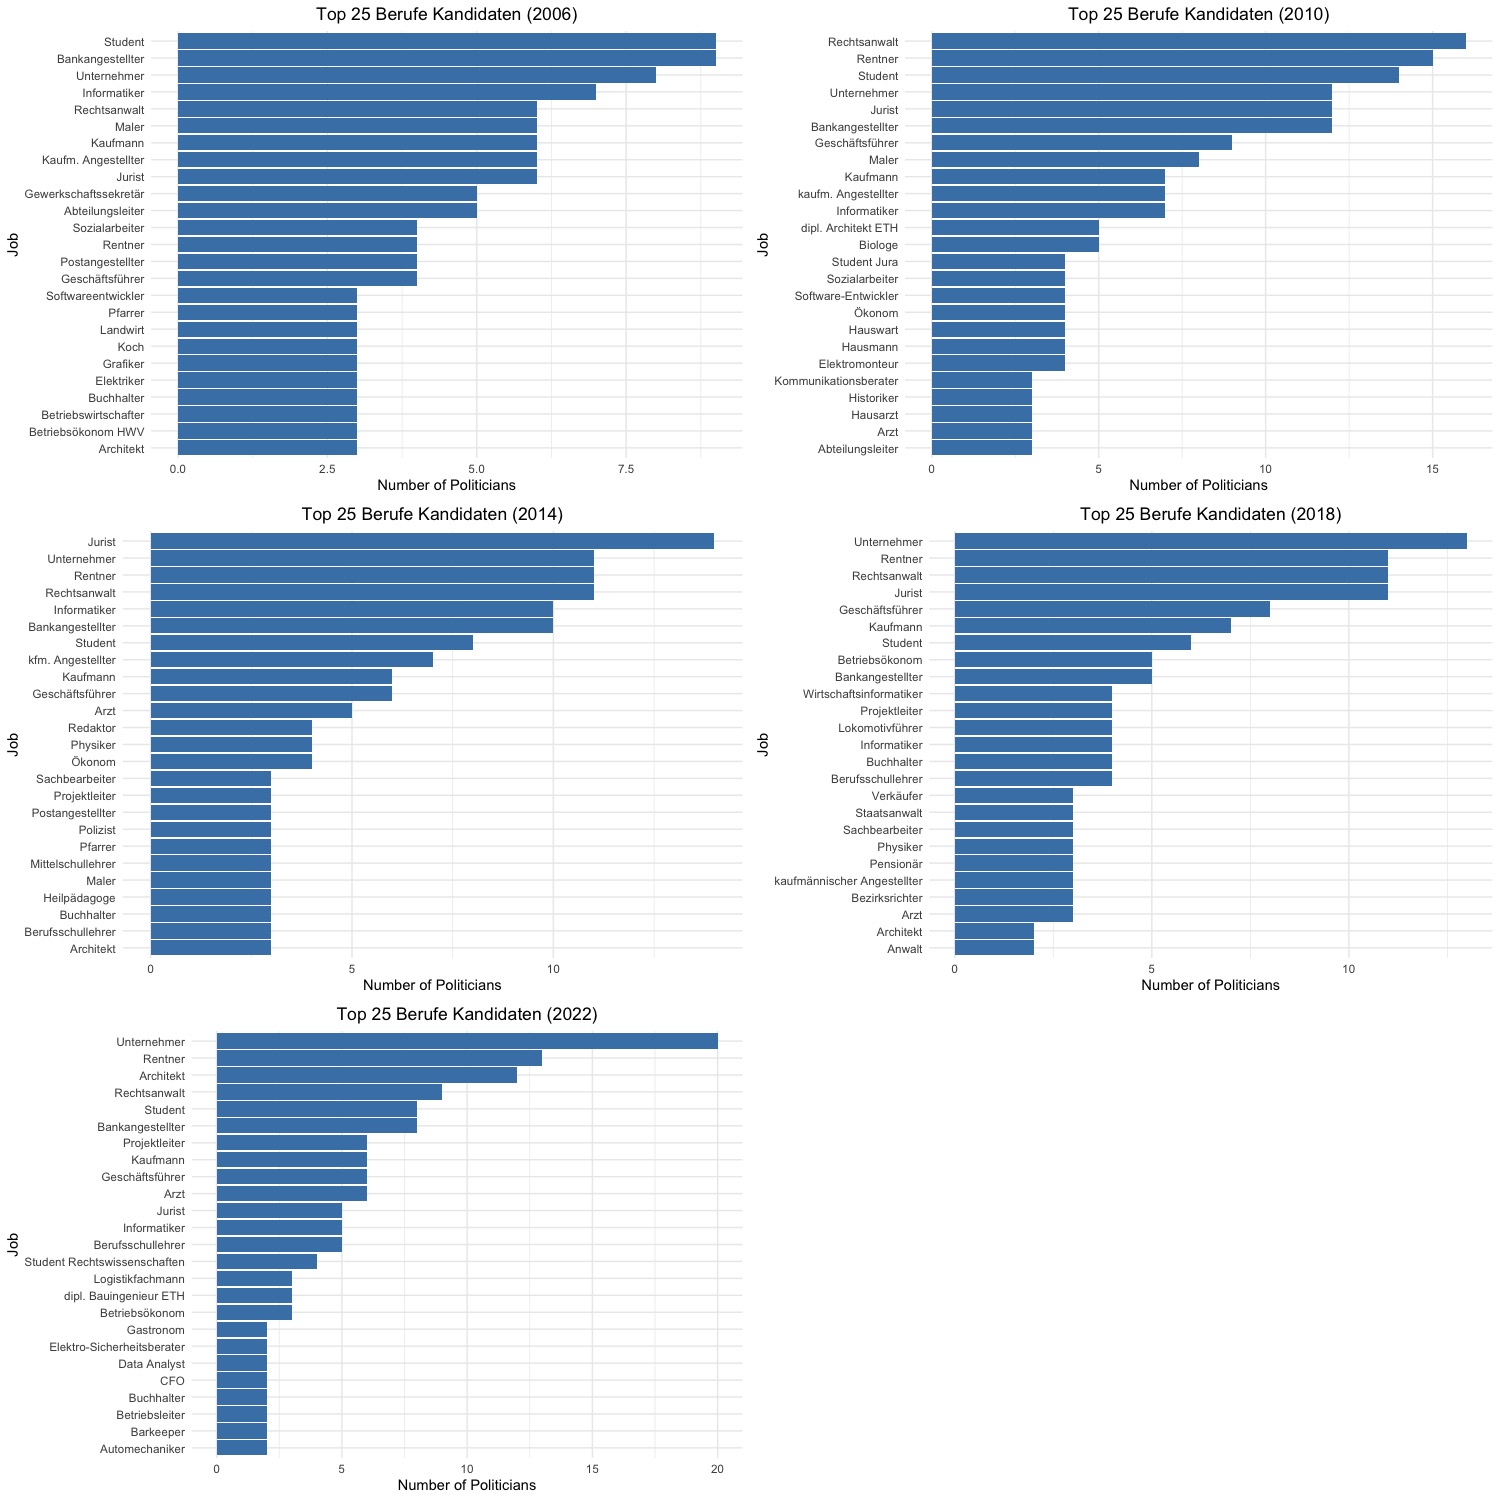 Top 25 Berufe Kandidaten (2006)
Student
Bankangestellter
Unternehmer
Informatiker
Rechtsanwalt
Maler
Kaufmann
Kaufm. Angestellter
Jurist
Gewerkschaftssekretär
Abteilungsleiter
Sozialarbeiter
Rentner
Postangestellter
Geschäftsführer
Softwareentwickler
Pfarrer
Landwirt
Koch
Grafiker
Elektriker
Buchhalter
Betriebswirtschafter
Betriebsökonom HWV
Architekt
Job
0.0 2.5 5.0 7.5
Number of Politicians
Top 25 Berufe Kandidaten (2010)
Rechtsanwalt
Rentner
Student
Unternehmer
Jurist
Bankangestellter
Geschäftsführer
Maler
Kaufmann
kaufm. Angestellter
Informatiker
dipl. Architekt ETH
Biologe
Student Jura
Sozialarbeiter
Software-Entwickler
Ökonom
Hauswart
Hausmann
Elektromonteur
Kommunikationsberater
Historiker
Hausarzt
Arzt
Abteilungsleiter
Job
0 5 10 15
Number of Politicians
Top 25 Berufe Kandidaten (2014)
Jurist
Unternehmer
Rentner
Rechtsanwalt
Informatiker
Bankangestellter
Student
kfm. Angestellter
Kaufmann
Geschäftsführer
Arzt
Redaktor
Physiker
Ökonom
Sachbearbeiter
Projektleiter
Postangestellter
Polizist
Pfarrer
Mittelschullehrer
Maler
Heilpädagoge
Buchhalter
Berufsschullehrer
Architekt
Job
0 5 10
Number of Politicians
Top 25 Berufe Kandidaten (2018)
Unternehmer
Rentner
Rechtsanwalt
Jurist
Geschäftsführer
Kaufmann
Student
Betriebsökonom
Bankangestellter
Wirtschaftsinformatiker
Projektleiter
Lokomotivführer
Informatiker
Buchhalter
Berufsschullehrer
Verkäufer
Staatsanwalt
Sachbearbeiter
Physiker
Pensionär
kaufmännischer Angestellter
Bezirksrichter
Arzt
Architekt
Anwalt
Job
0 5 10
Number of Politicians
Top 25 Berufe Kandidaten (2022)
Unternehmer
Rentner
Architekt
Rechtsanwalt
Student
Bankangestellter
Projektleiter
Kaufmann
Geschäftsführer
Arzt
Jurist
Informatiker
Berufsschullehrer
Student Rechtswissenschaften
Logistikfachmann
dipl. Bauingenieur ETH
Betriebsökonom
Gastronom
Elektro-Sicherheitsberater
Data Analyst
CFO
Buchhalter
Betriebsleiter
Barkeeper
Automechaniker
Job
0 5 10 15 20
Number of Politicians